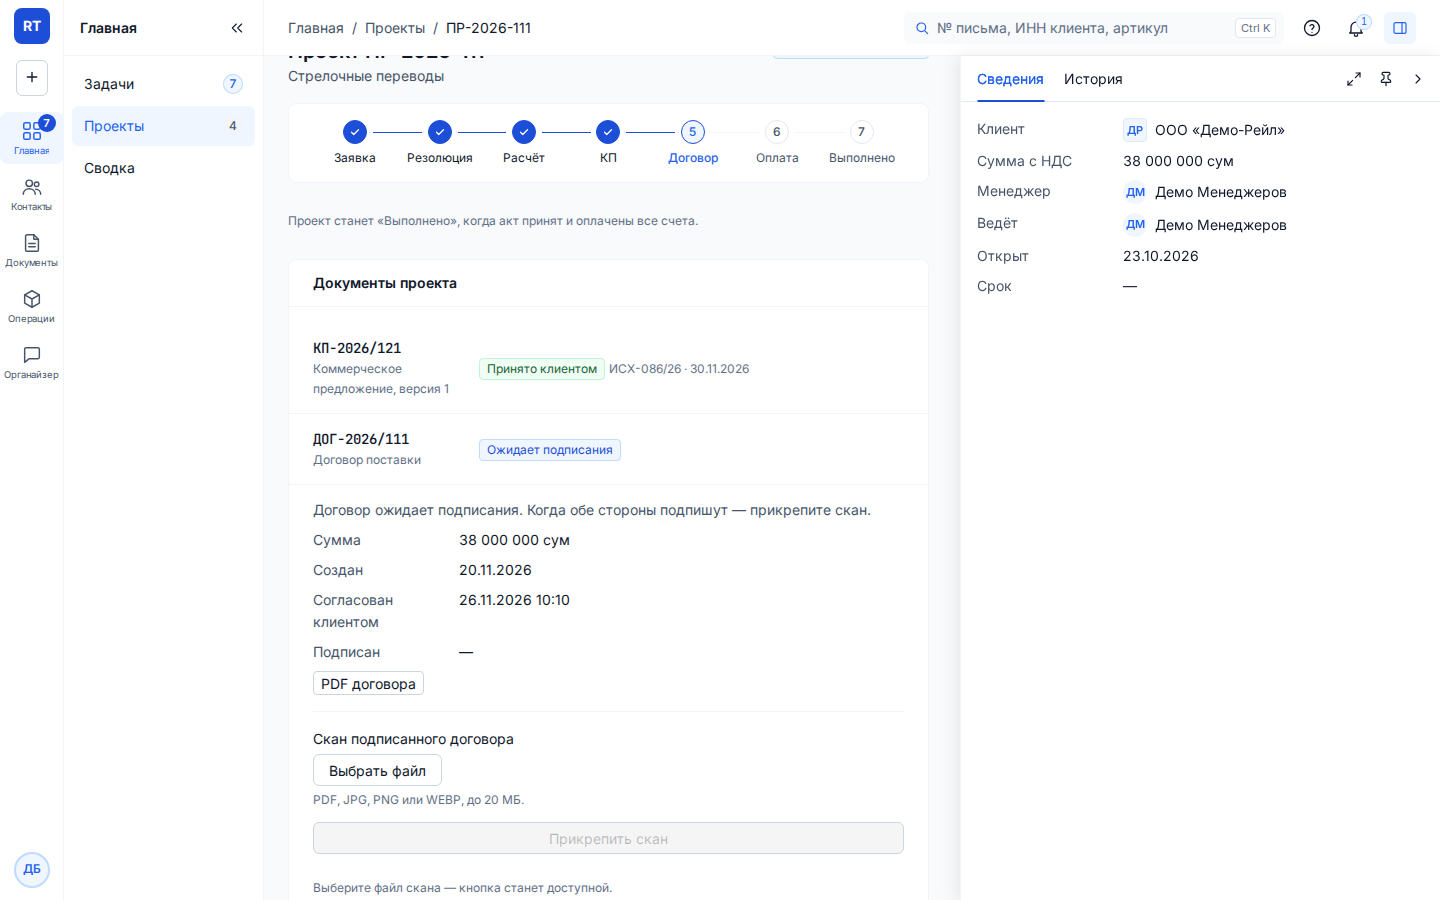 RT
Главная
Главная / Проекты / ПР-2026-111
№ письма, ИНН клиента, артикул
Ctrl K
1
7
Главная
Контакты
Документы
Операции
Органайзер
ДБ
Задачи
7
Проекты
4
Сводка
Проект ПР-2026-111
Стрелочные переводы
Заявка
Резолюция
Расчёт
КП
5
Договор
6
Оплата
7
Выполнено
Проект станет «Выполнено», когда акт принят и оплачены все счета.
Документы проекта
КП-2026/121
Коммерческое
предложение, версия 1
Принято клиентом
ИСХ-086/26 · 30.11.2026
ДОГ-2026/111
Договор поставки
Ожидает подписания
Договор ожидает подписания. Когда обе стороны подпишут — прикрепите скан.
Сумма
38 000 000 сум
Создан
20.11.2026
Согласован
клиентом
26.11.2026 10:10
Подписан
—
PDF договора
Скан подписанного договора
Выбрать файл
PDF, JPG, PNG или WEBP, до 20 МБ.
Прикрепить скан
Выберите файл скана — кнопка станет доступной.
Сведения
История
Клиент
ДР
ООО «Демо-Рейл»
Сумма с НДС
38 000 000 сум
Менеджер
ДМ
Демо Менеджеров
Ведёт
ДМ
Демо Менеджеров
Открыт
23.10.2026
Срок
—